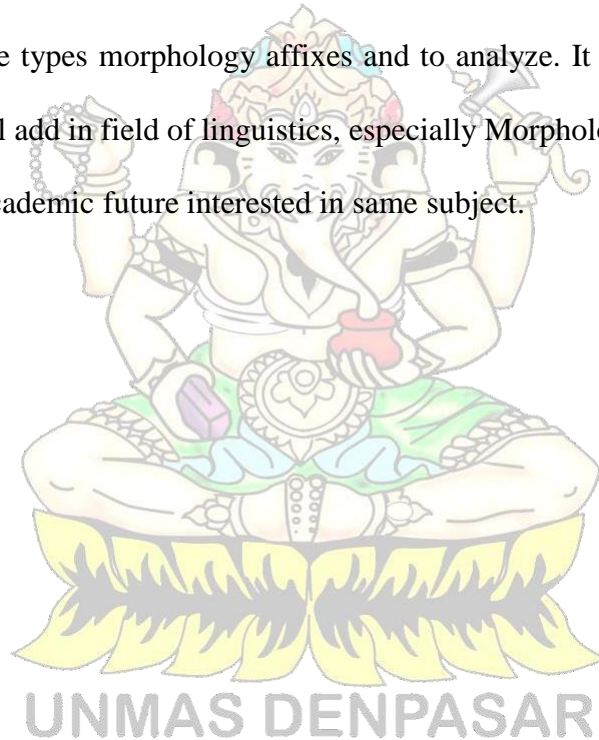 e types morphology affixes and to analyze. It
l add in field of linguistics, especially Morpholo
cademic future interested in same subject.
UNMAS DENPASAR